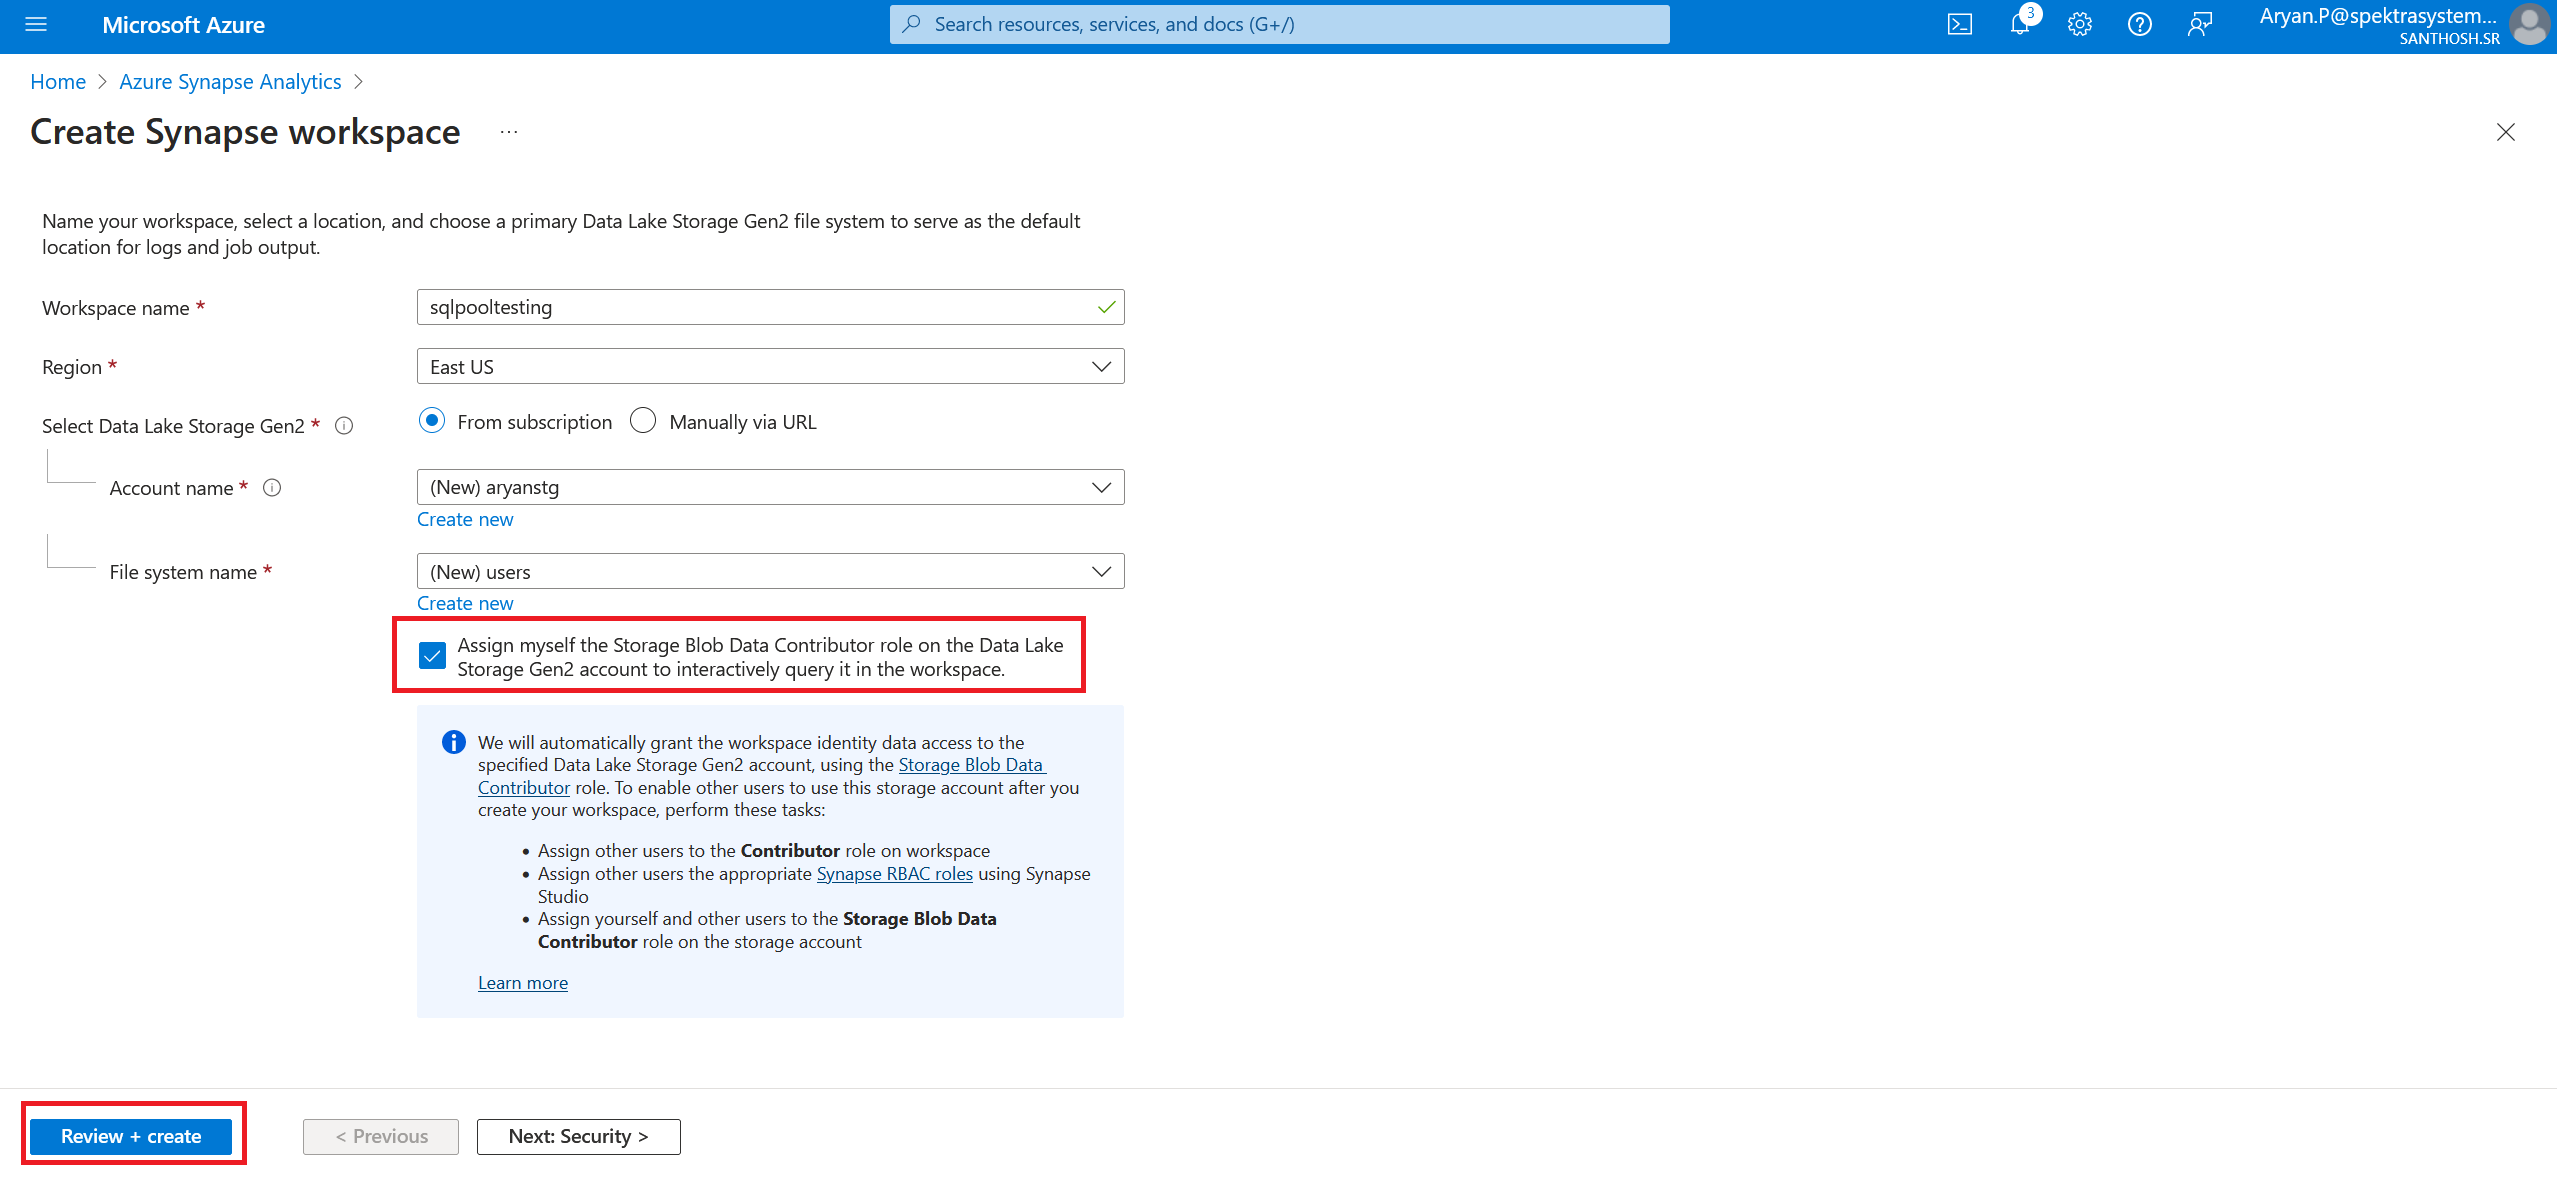 Microsoft Azure
Search resources, services, and docs (G+/)
3
Aryan.P@spektrasystem...
SANTHOSH.SR
Home > Azure Synapse Analytics >
Create Synapse workspace ...
Name your workspace, select a location, and choose a primary Data Lake Storage Gen2 file system to serve as the default
location for logs and job output.
Workspace name *
sqlpooltesting
Region *
East US
Select Data Lake Storage Gen2 *
From subscription
Manually via URL
Account name *
(New) aryanstg
Create new
File system name *
(New) users
Create new
Assign myself the Storage Blob Data Contributor role on the Data Lake
Storage Gen2 account to interactively query it in the workspace.
We will automatically grant the workspace identity data access to the
specified Data Lake Storage Gen2 account, using the Storage Blob Data
Contributor role. To enable other users to use this storage account after you
create your workspace, perform these tasks:
• Assign other users to the Contributor role on workspace
• Assign other users the appropriate Synapse RBAC roles using Synapse
Studio
• Assign yourself and other users to the Storage Blob Data
Contributor role on the storage account
Learn more
Review + create
< Previous
Next: Security >